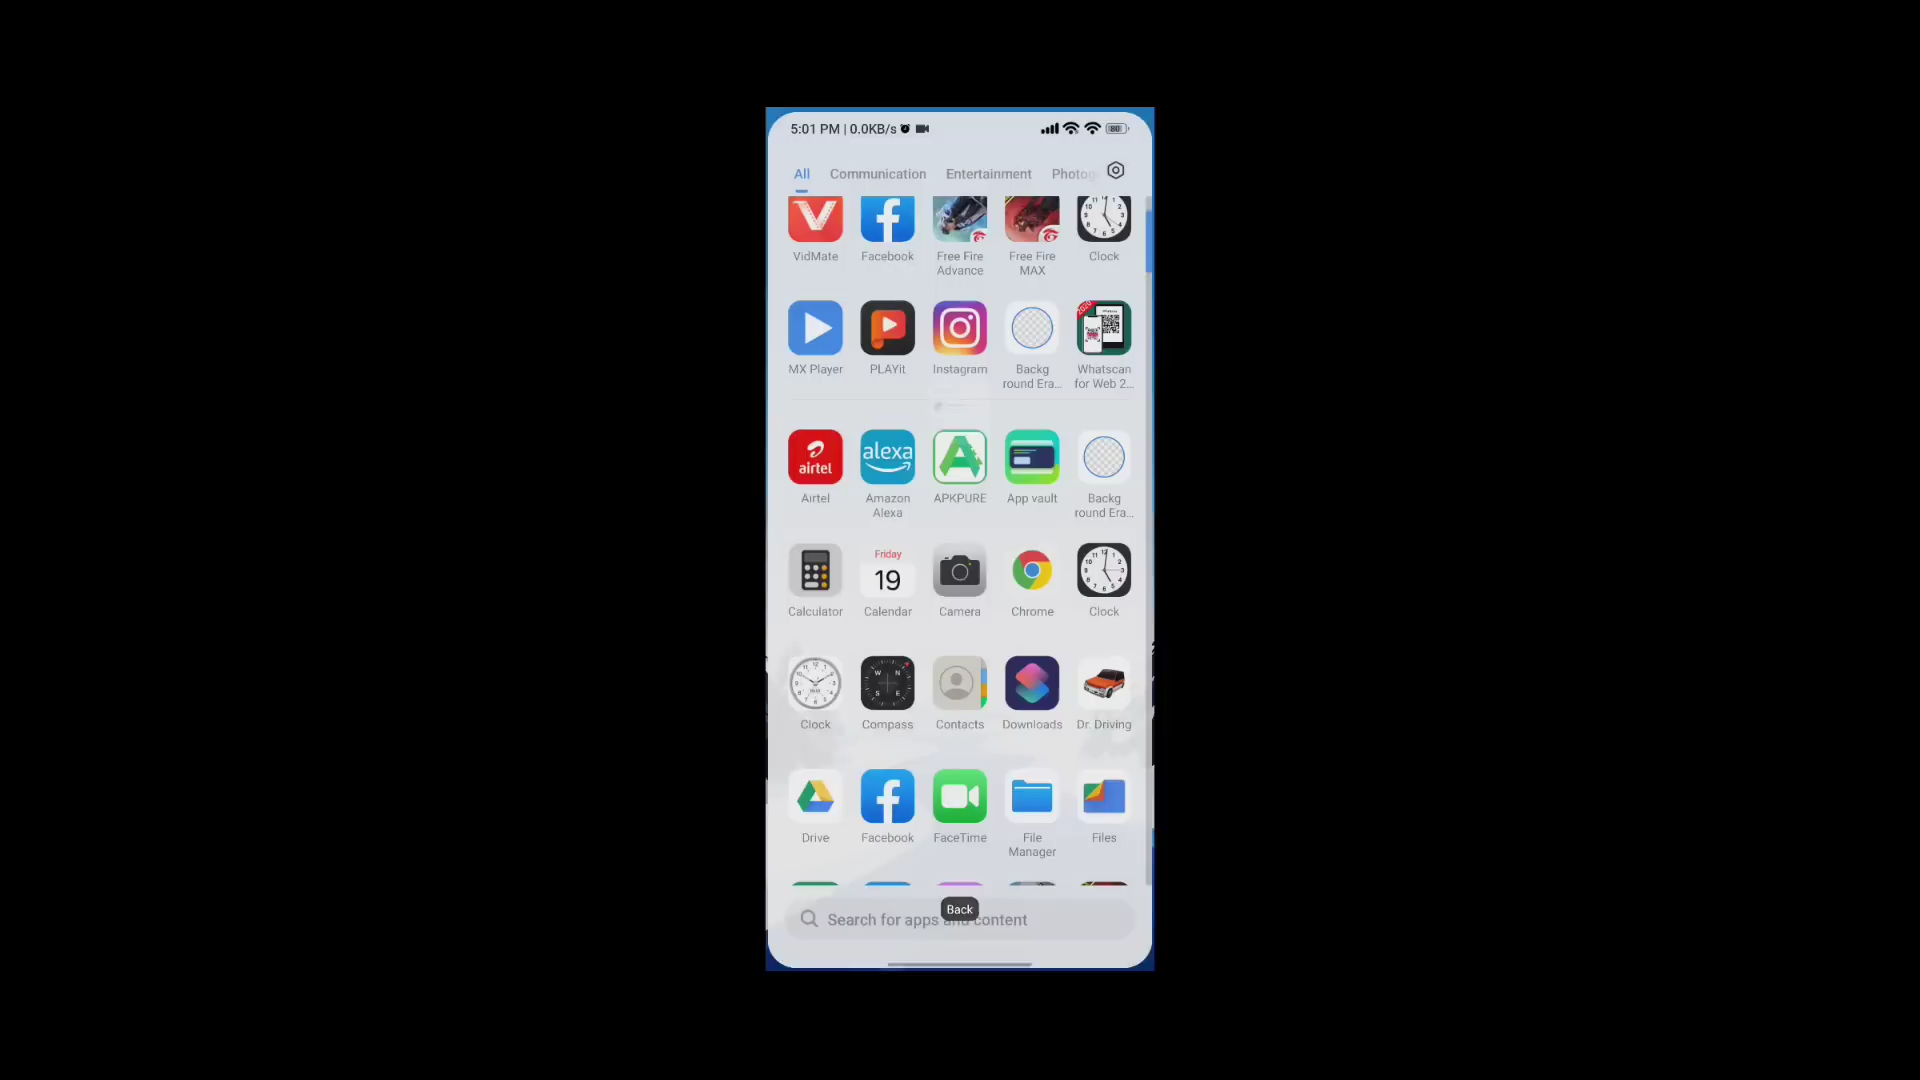 5:01 PM | 0.0KB/s
80
All Communication Entertainment Photog
VidMate Facebook Free Fire Advance Free Fire MAX Clock
MX Player PLAYit Instagram Backg round Era... Whatscan for Web 2...
airtel alexa
Airtel Amazon Alexa APKPURE App vault Backg round Era...
Friday
19
Calculator Calendar Camera Chrome Clock
W N
S E
Clock Compass Contacts Downloads Dr. Driving
Drive Facebook FaceTime File Manager Files
Back
Search for apps and content